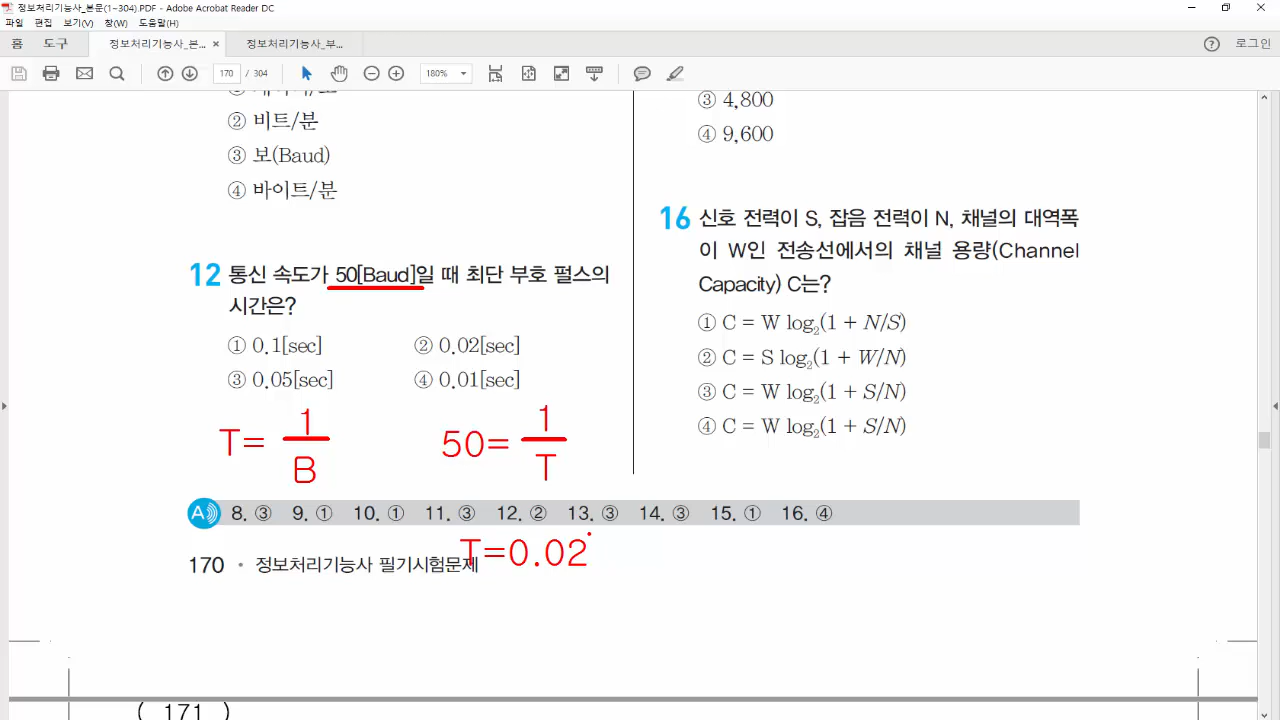 정보처리기능사_본문(1~304).PDF - Adobe Acrobat Reader DC
파일 편집 보기(V) 창(W) 도움말(H)
홈 도구 정보처리기능사_본... × 정보처리기능사_부... ? 로그인
170 / 304 180%
② 비트/분
③ 보(Baud)
④ 바이트/분
12 통신 속도가 50[Baud]일 때 최단 부호 펄스의
시간은?
① 0.1[sec] ② 0.02[sec]
③ 0.05[sec] ④ 0.01[sec]
T= 1/B 50= 1/T
③ 4,800
④ 9,600
16 신호 전력이 S, 잡음 전력이 N, 채널의 대역폭
이 W인 전송선에서의 채널 용량(Channel
Capacity) C는?
① C = W log₂(1 + N/S)
② C = S log₂(1 + W/N)
③ C = W log₂(1 + S/N)
④ C = W log₂(1 + S/N)
A 8. ③ 9. ① 10. ① 11. ③ 12. ② 13. ③ 14. ③ 15. ① 16. ④
T=0.02
170 • 정보처리기능사 필기시험문제
( 171 )